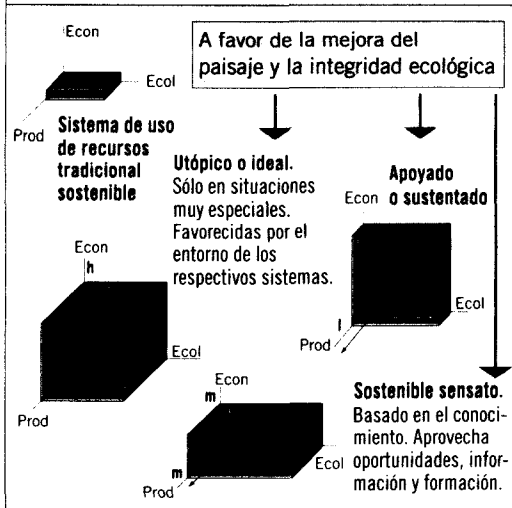 Econ
Ecol
Prod
Sistema de uso
de recursos
tradicional
sostenible
A favor de la mejora del
paisaje y la integridad ecológica
Utópico o ideal.
Sólo en situaciones
muy especiales.
Favorecidas por el
entorno de los
respectivos sistemas.
Econ
h
Ecol
Prod
Apoyado
o sustentado
Econ
Ecol
l
Prod
Econ
m
Ecol
m
Prod
Sostenible sensato.
Basado en el conoci-
miento. Aprovecha
oportunidades, infor-
mación y formación.